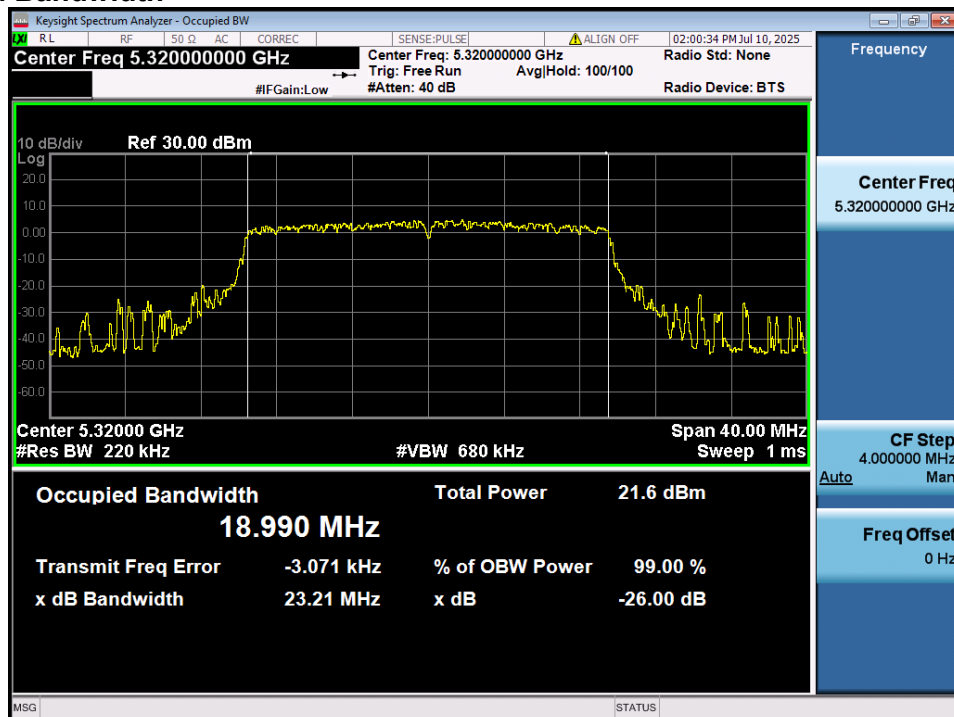 Keysight Spectrum Analyzer - Occupied BW
LXI RL RF 50 Ω AC CORREC SENSE:PULSE ALIGN OFF 02:00:34 PM Jul 10, 2025
Center Freq 5.320000000 GHz
Center Freq: 5.320000000 GHz
Radio Std: None
Trig: Free Run Avg|Hold: 100/100
#IFGain:Low #Atten: 40 dB Radio Device: BTS
10 dB/div Ref 30.00 dBm
Log
20.0
10.0
0.00
-10.0
-20.0
-30.0
-40.0
-50.0
-60.0
Center 5.32000 GHz Span 40.00 MHz
#Res BW 220 kHz #VBW 680 kHz Sweep 1 ms
Occupied Bandwidth Total Power 21.6 dBm
18.990 MHz
Transmit Freq Error -3.071 kHz % of OBW Power 99.00 %
x dB Bandwidth 23.21 MHz x dB -26.00 dB
Frequency
Center Freq
5.320000000 GHz
CF Step
4.000000 MHz
Auto Man
Freq Offset
0 Hz
MSG STATUS